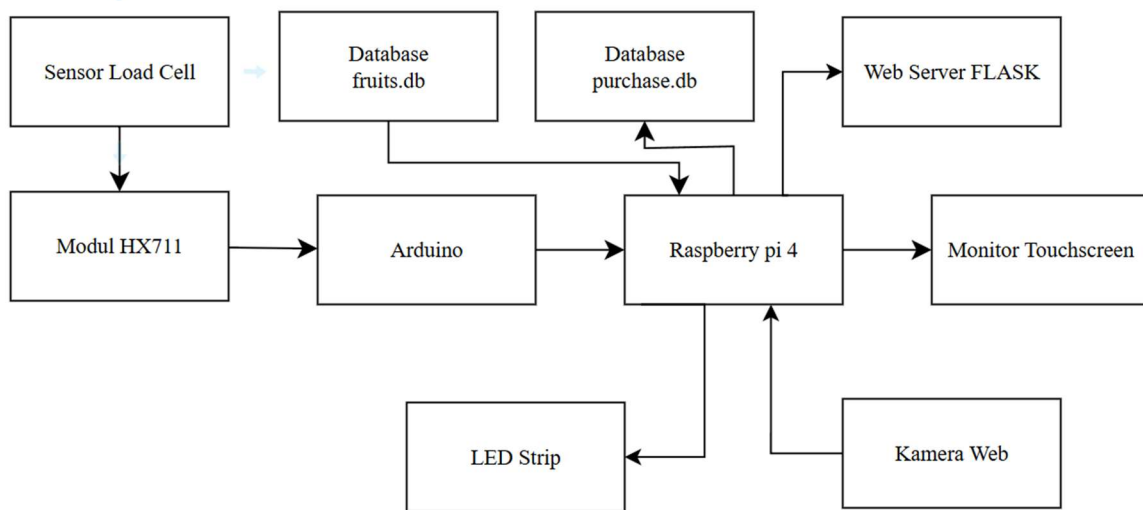 Sensor Load Cell
Database
fruits.db
Database
purchase.db
Web Server FLASK
Modul HX711
Arduino
Raspberry pi 4
Monitor Touchscreen
LED Strip
Kamera Web